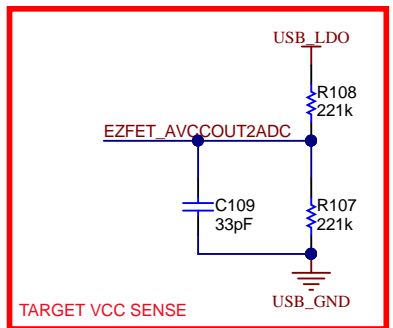 USB_LDO
R108
221k
EZFET_AVCCOUT2ADC
C109
33pF
R107
221k
USB_GND
TARGET VCC SENSE